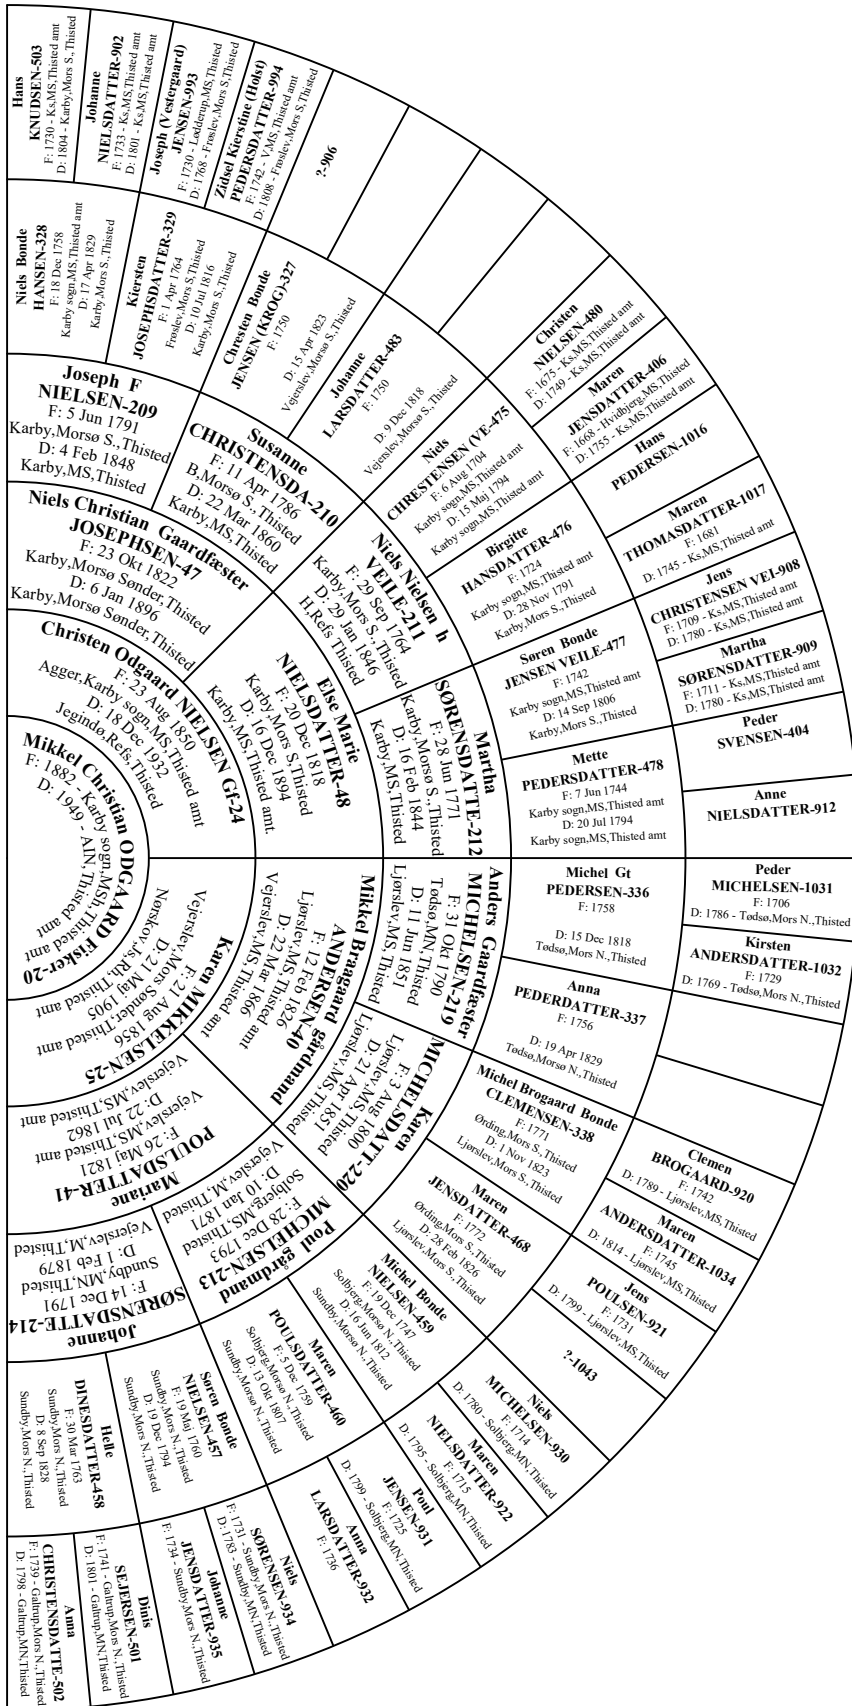 Mikkel Christian ODGAARD Fisker-20
F: 1882 - Karby sogn,MSh,Thisted amt
D: 1949 - AIN,Thisted amt
Christen Odgaard NIELSEN Gf-24
F: 23 Aug 1850
Agger,Karby sogn,MS,Thisted amt
D: 18 Dec 1932
Jegindø,Refs,Thisted
Karen MIKKELSEN-25
F: 21 Aug 1856
Vejerslev,Mors Sønder,Thisted amt
D: 21 Maj 1905
Nørskov,Js,Rd,Thisted amt
Niels Christian Gaardfæster
JOSEPHSEN-47
F: 23 Okt 1822
Karby,Morsø Sønder,Thisted
D: 6 Jan 1896
Karby,Morsø Sønder,Thisted
Else Marie
NIELSDATTER-48
F: 20 Dec 1818
Karby,Mors S,Thisted
D: 16 Dec 1894
Karby,MS,Thisted amt.
Mikkel Braagaard gårdmand
ANDERSEN-40
F: 12 Feb 1826
Ljørslev,MS,Thisted amt
D: 22 Mar 1866
Vejerslev,MS,Thisted amt
Mariane
POULSDATTER-41
F: 26 Maj 1821
Vejerslev,MS,Thisted amt
D: 22 Jul 1862
Vejerslev,MS,Thisted amt
Joseph F
NIELSEN-209
F: 5 Jun 1791
Karby,Morsø S.,Thisted
D: 4 Feb 1848
Karby,MS,Thisted
Susanne
CHRISTENSDA-210
F: 11 Apr 1786
B,Morsø S.,Thisted
D: 22 Mar 1860
Karby,MS,Thisted
Niels Nielsen h
VEILE-211
F: 29 Sep 1764
Karby,Mors S.,Thisted
D: 29 Jan 1846
H,Refs Thisted
Martha
SØRENSDATTE-212
F: 28 Jun 1771
Karby,Morsø S.,Thisted
D: 16 Feb 1844
Karby,MS,Thisted
Anders Gaardfæster
MICHELSEN-219
F: 31 Okt 1790
Tødsø,MN,Thisted
D: 11 Jun 1851
Ljørslev,MS,Thisted
Karen
MICHELSDATT-220
F: 3 Aug 1800
Ljørslev,MS,Thisted
D: 21 Apr 1851
Ljørslev,MS,Thisted
Poul gårdmand
MICHELSEN-213
F: 28 Dec 1793
Solbjerg,MS,Thisted
D: 10 Jan 1871
Vejerslev,M,Thisted
Johanne
SØRENSDATTE-214
F: 14 Dec 1791
Sundby,MN,Thisted
D: 1 Feb 1879
Vejerslev,M,Thisted
Niels Bonde
HANSEN-328
F: 18 Dec 1758
Karby sogn,MS,Thisted amt
D: 17 Apr 1829
Karby,Mors S.,Thisted
Kiersten
JOSEPHSDATTER-329
F: 1 Apr 1764
Frøslev,Mors S,Thisted
D: 10 Jul 1816
Karby,Mors S.,Thisted
Chresten Bonde
JENSEN (KROG)-327
F: 1750
D: 15 Apr 1823
Vejerslev,Morsø S.,Thisted
Johanne
LARSDATTER-483
F: 1750
D: 9 Dec 1818
Vejerslev,Morsø S.,Thisted
Niels
CHRESTENSEN (VE-475
F: 6 Aug 1704
Karby sogn,MS,Thisted amt
D: 15 Maj 1794
Karby sogn,MS,Thisted amt
Birgitte
HANSDATTER-476
F: 1724
Karby sogn,MS,Thisted amt
D: 28 Nov 1791
Karby,Mors S.,Thisted
Søren Bonde
JENSEN VEILE-477
F: 1742
Karby sogn,MS,Thisted amt
D: 14 Sep 1806
Karby,Mors S.,Thisted
Mette
PEDERSDATTER-478
F: 7 Jun 1744
Karby sogn,MS,Thisted amt
D: 20 Jul 1794
Karby sogn,MS,Thisted amt
Michel Gt
PEDERSEN-336
F: 1758
D: 15 Dec 1818
Tødsø,Mors N.,Thisted
Anna
PEDERDATTER-337
F: 1756
D: 19 Apr 1829
Tødsø,Morsø N.,Thisted
Michel Brogaard Bonde
CLEMENSEN-338
F: 1771
Ørding,Mors S.,Thisted
D: 1 Nov 1823
Ljørslev,Mors S.,Thisted
Maren
JENSDATTER-468
F: 1772
Ørding,Mors S.,Thisted
D: 28 Feb 1826
Ljørslev,Mors S.,Thisted
Michel Bonde
NIELSEN-459
F: 19 Dec 1747
Solbjerg,Morsø N.,Thisted
D: 16 Jun 1812
Sundby,Morsø N.,Thisted
Maren
POULSDATTER-460
F: 5 Dec 1759
Solbjerg,Morsø N.,Thisted
D: 13 Okt 1807
Sundby,Morsø N.,Thisted
Søren Bonde
NIELSEN-457
F: 19 Maj 1760
Sundby,Mors N.,Thisted
D: 19 Dec 1794
Sundby,Mors N.,Thisted
Helle
DINESDATTER-458
F: 30 Mar 1763
Sundby,Mors N.,Thisted
D: 8 Sep 1828
Sundby,Mors N.,Thisted
Hans
KNUDSEN-503
F: 1730 - Ks,MS,Thisted amt
D: 1804 - Karby,Mors S.,Thisted
Johanne
NIELSDATTER-902
F: 1733 - Ks,MS,Thisted amt
D: 1801 - Ks,MS,Thisted amt
Joseph (Vestergaard)
JENSEN-993
F: 1730 - Lødderup,MS,Thisted
D: 1768 - Frøslev,Mors S,Thisted
Zidsel Kierstine (Holst)
PEDERSDATTER-994
F: 1742 - V,MS,Thisted amt
D: 1808 - Frøslev,Mors S,Thisted
?-906
Christen
NIELSEN-480
F: 1675 - Ks,MS,Thisted amt
D: 1749 - Ks,MS,Thisted amt
Maren
JENSDATTER-406
F: 1668 - Hvidbjerg,MS,Thisted
D: 1755 - Ks,MS,Thisted amt
Hans
PEDERSEN-1016
Maren
THOMASDATTER-1017
F: 1681
D: 1745 - Ks,MS,Thisted amt
Jens
CHRISTENSEN VEI-908
F: 1709 - Ks,MS,Thisted amt
D: 1780 - Ks,MS,Thisted amt
Martha
SØRENSDATTER-909
F: 1711 - Ks,MS,Thisted amt
D: 1780 - Ks,MS,Thisted amt
Peder
SVENSEN-404
Anne
NIELSDATTER-912
Peder
MICHELSEN-1031
F: 1706
D: 1786 - Tødsø,Mors N.,Thisted
Kirsten
ANDERSDATTER-1032
F: 1729
D: 1769 - Tødsø,Mors N.,Thisted
Clemen
BROGAARD-920
F: 1742
D: 1789 - Ljørslev,MS,Thisted
Maren
ANDERSDATTER-1034
F: 1745
D: 1814 - Ljørslev,MS,Thisted
Jens
POULSEN-921
F: 1731
D: 1799 - Ljørslev,MS,Thisted
?-1043
Niels
MICHELSEN-930
F: 1714
D: 1780 - Solbjerg,MN,Thisted
Maren
NIELSDATTER-922
F: 1715
D: 1795 - Solbjerg,MN,Thisted
Poul
JENSEN-931
F: 1725
D: 1799 - Solbjerg,MN,Thisted
Anna
LARSDATTER-932
F: 1736
Niels
SØRENSEN-934
F: 1731 - Sundby,Mors N.,Thisted
D: 1783 - Sundby,MN,Thisted
Johanne
JENSDATTER-935
F: 1734 - Sundby,Mors N.,Thisted
Dinis
SEJERSEN-501
F: 1741 - Galtrup,Mors N.,Thisted
D: 1801 - Galtrup,MN,Thisted
Anna
CHRISTENSDATTE-502
F: 1739 - Galtrup,Mors N.,Thisted
D: 1798 - Galtrup,MN,Thisted